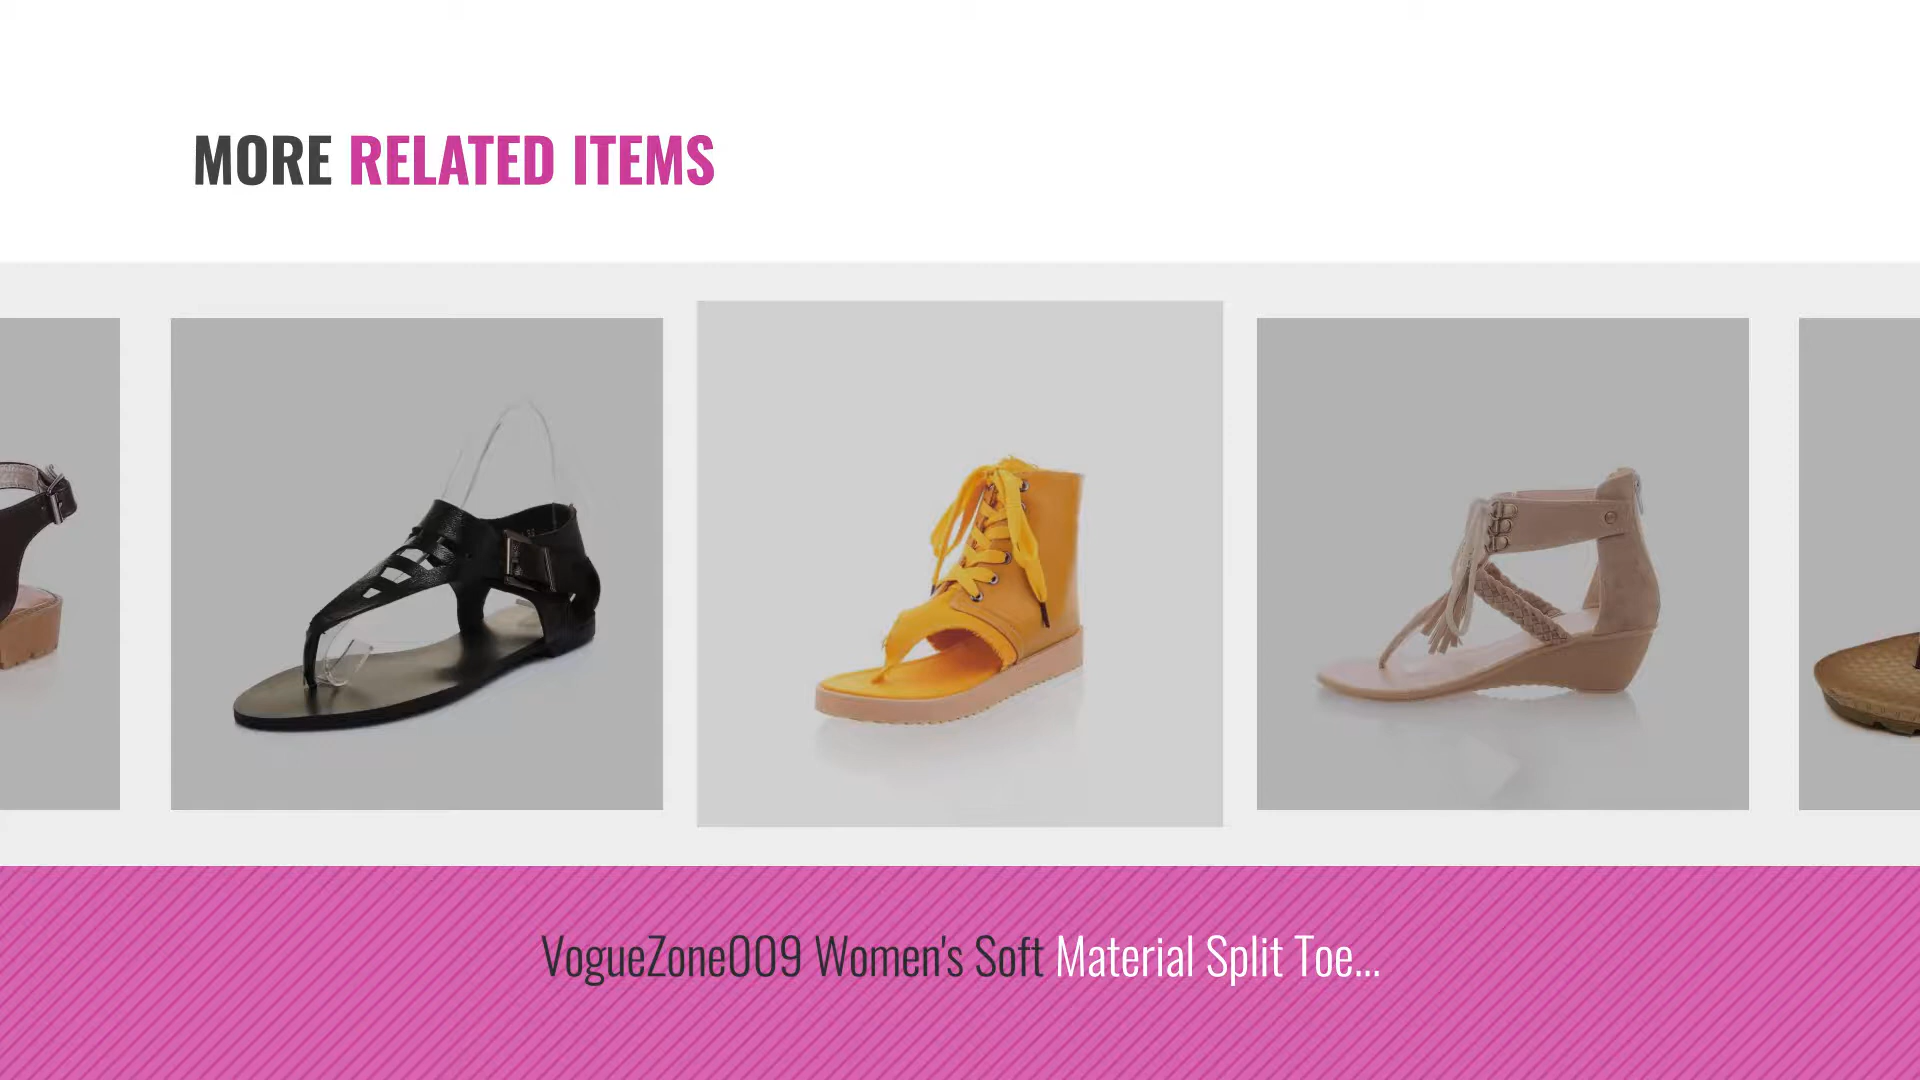 MORE RELATED ITEMS
VogueZone009 Women's Soft Material Split Toe...